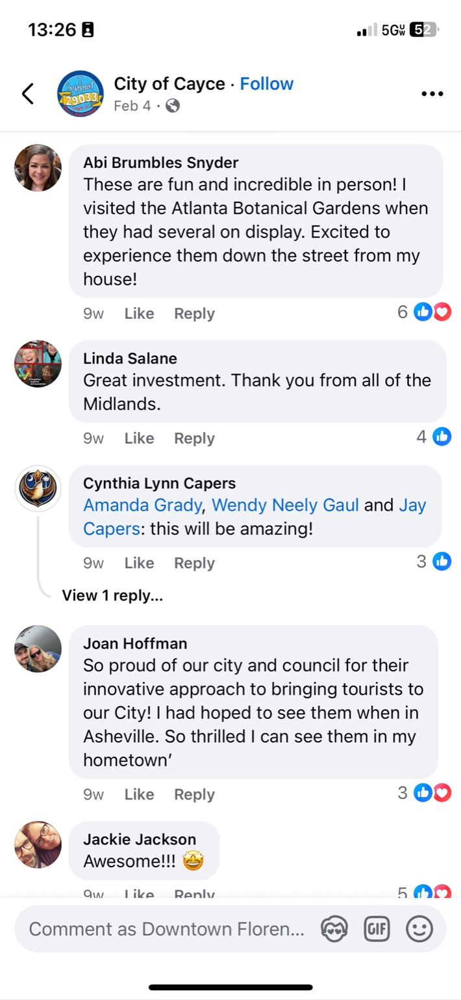 13:26
5G UW 52
City of Cayce · Follow
Feb 4 ·
29033
Abi Brumbles Snyder
These are fun and incredible in person! I
visited the Atlanta Botanical Gardens when
they had several on display. Excited to
experience them down the street from my
house!
9w Like Reply 6
Linda Salane
Great investment. Thank you from all of the
Midlands.
9w Like Reply 4
Cynthia Lynn Capers
Amanda Grady, Wendy Neely Gaul and Jay
Capers: this will be amazing!
9w Like Reply 3
View 1 reply...
Joan Hoffman
So proud of our city and council for their
innovative approach to bringing tourists to
our City! I had hoped to see them when in
Asheville. So thrilled I can see them in my
hometown’
9w Like Reply 3
Jackie Jackson
Awesome!!! 🤩
9w Like Reply 5
Comment as Downtown Floren... GIF